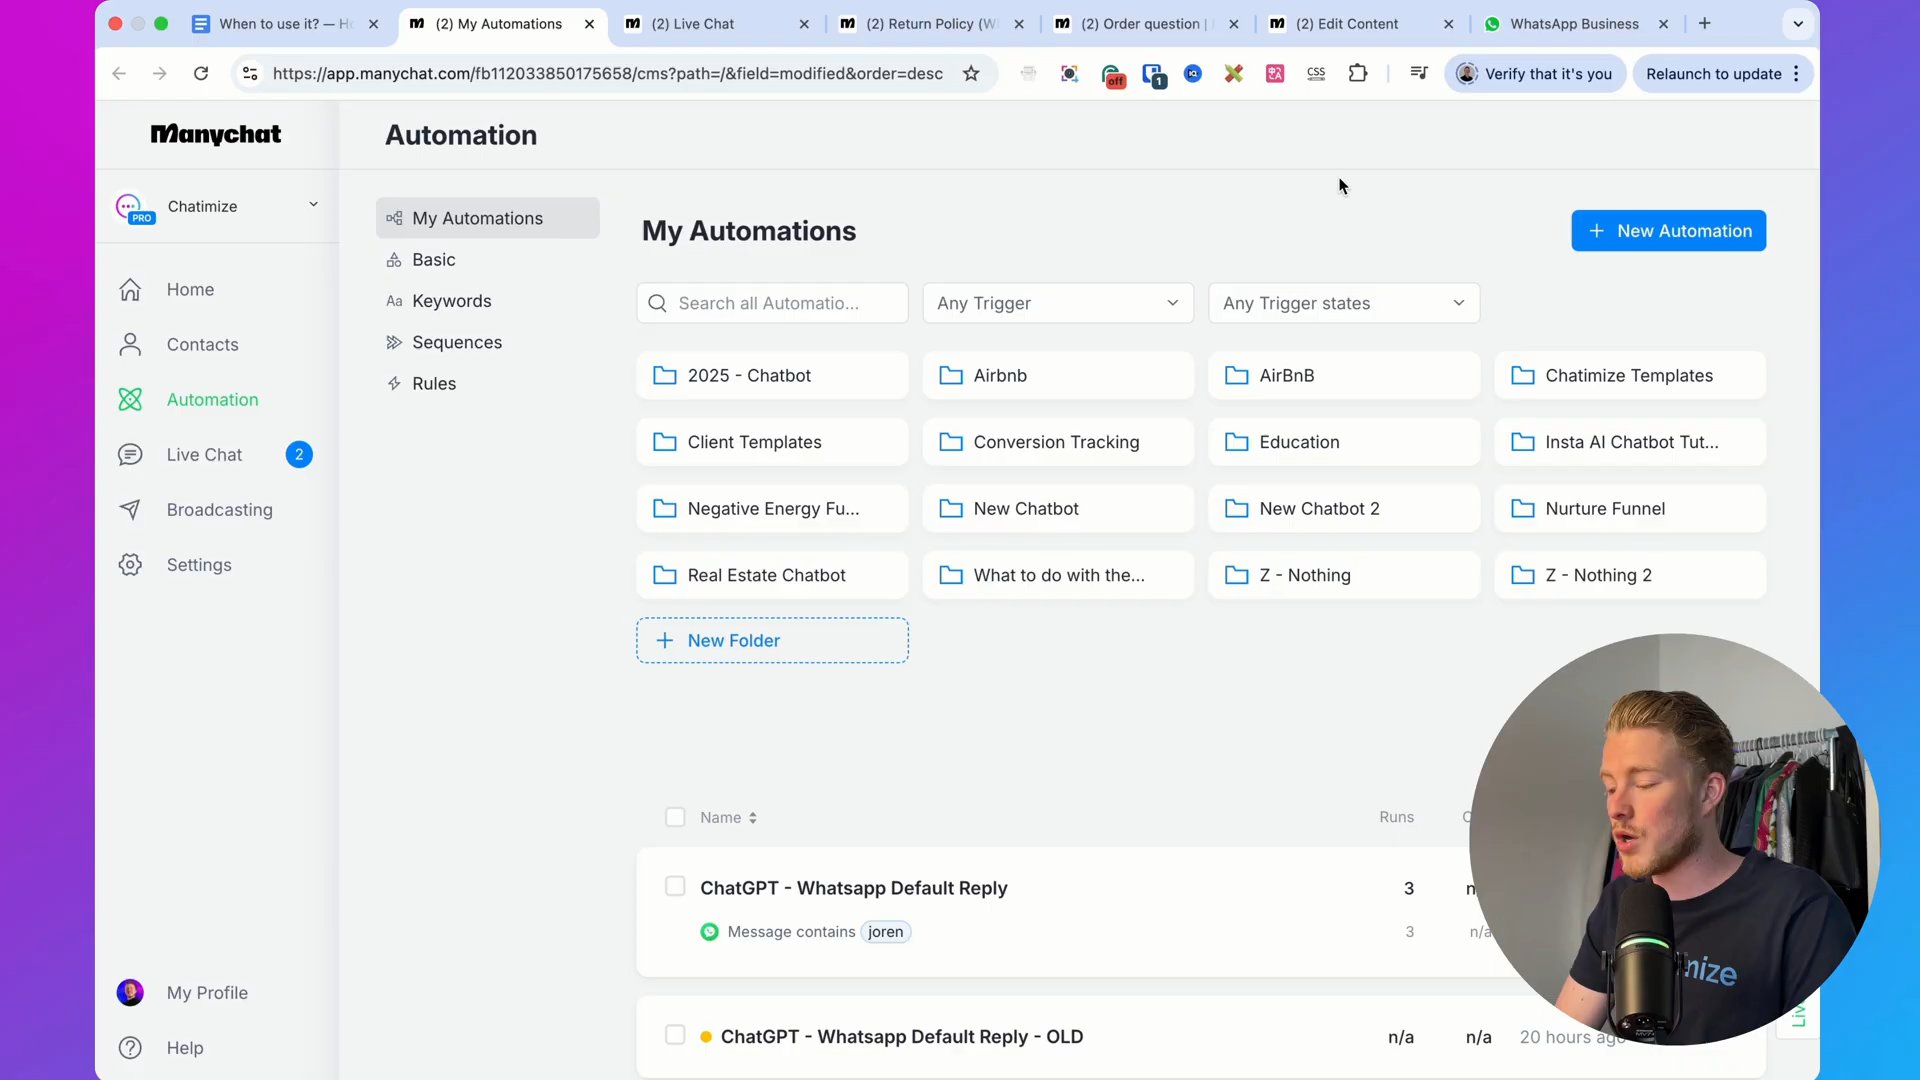 When to use it? — H
(2) My Automations
(2) Live Chat
(2) Return Policy (W
(2) Order question |
(2) Edit Content
WhatsApp Business
https://app.manychat.com/fb112033850175658/cms?path=/&field=modified&order=desc
off
1
CSS
Verify that it's you
Relaunch to update
Manychat
Automation
Chatimize
PRO
My Automations
Basic
Aa Keywords
Sequences
Rules
Home
Contacts
Automation
Live Chat
2
Broadcasting
Settings
My Profile
Help
My Automations
+ New Automation
Search all Automatio...
Any Trigger
Any Trigger states
2025 - Chatbot
Airbnb
AirBnB
Chatimize Templates
Client Templates
Conversion Tracking
Education
Insta AI Chatbot Tut...
Negative Energy Fu...
New Chatbot
New Chatbot 2
Nurture Funnel
Real Estate Chatbot
What to do with the...
Z - Nothing
Z - Nothing 2
+ New Folder
Name
Runs
ChatGPT - Whatsapp Default Reply
3
Message contains joren
3
n/a
ChatGPT - Whatsapp Default Reply - OLD
n/a
n/a
20 hours ago